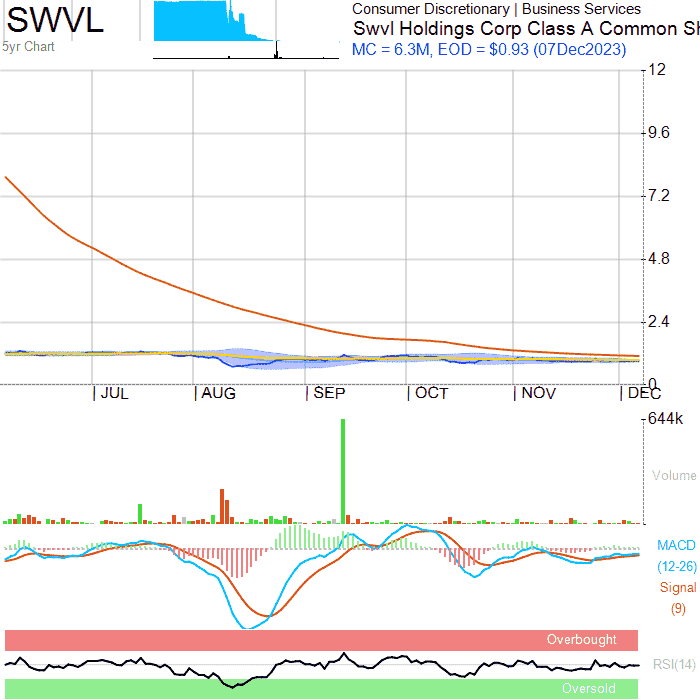 SWVL
5yr Chart
Consumer Discretionary | Business Services
Swvl Holdings Corp Class A Common Sh
MC = 6.3M, EOD = $0.93 (07Dec2023)
12
9.6
7.2
4.8
2.4
0
JUL
AUG
SEP
OCT
NOV
DEC
644k
Volume
MACD
(12-26)
Signal
(9)
Overbought
RSI(14)
Oversold